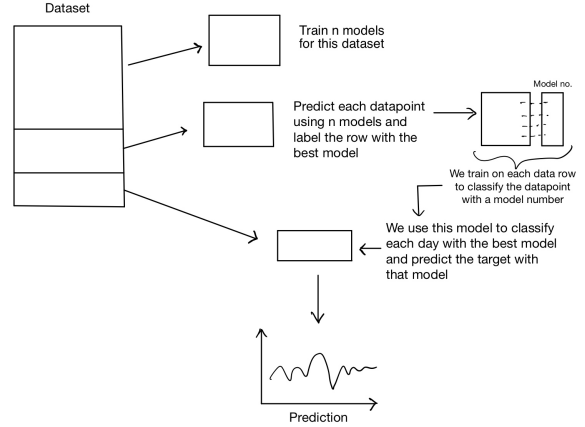 Dataset
Train n models
for this dataset
Predict each datapoint
using n models and
label the row with the
best model
Model no.
We train on each data row
to classify the datapoint
with a model number
We use this model to classify
each day with the best model
and predict the target with
that model
Prediction